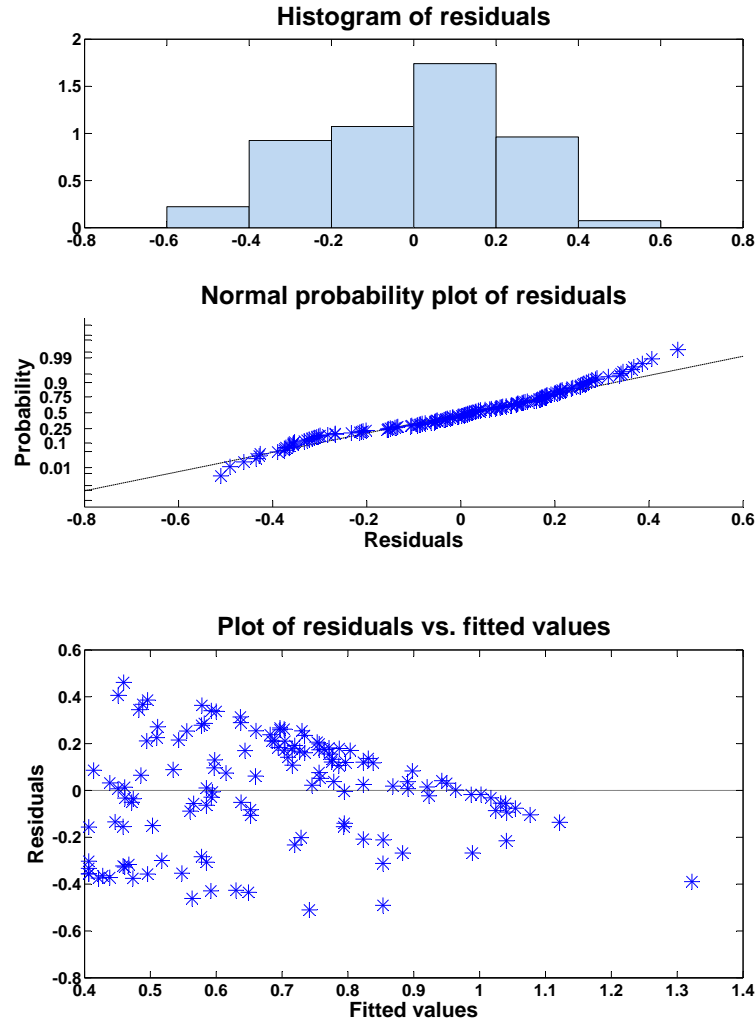 Histogram of residuals
2
1.5
1
0.5
0
-0.8 -0.6 -0.4 -0.2 0 0.2 0.4 0.6 0.8
Normal probability plot of residuals
Probability
0.99
0.9
0.75
0.5
0.25
0.1
0.01
-0.8 -0.6 -0.4 -0.2 0 0.2 0.4 0.6
Residuals
Plot of residuals vs. fitted values
Residuals
0.6
0.4
0.2
0
-0.2
-0.4
-0.6
-0.8
0.4 0.5 0.6 0.7 0.8 0.9 1 1.1 1.2 1.3 1.4
Fitted values